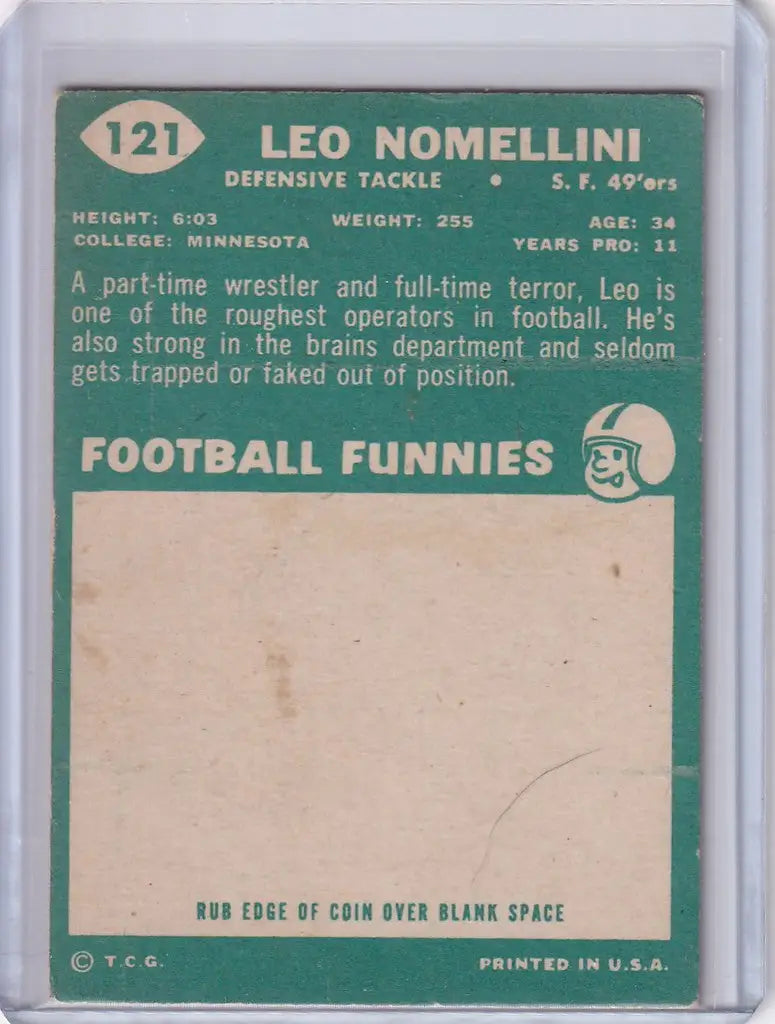 121
LEO NOMELLINI
DEFENSIVE TACKLE • S. F. 49'ers
HEIGHT: 6:03 WEIGHT: 255 AGE: 34
COLLEGE: MINNESOTA YEARS PRO: 11
A part-time wrestler and full-time terror, Leo is
one of the roughest operators in football. He's
also strong in the brains department and seldom
gets trapped or faked out of position.
FOOTBALL FUNNIES
RUB EDGE OF COIN OVER BLANK SPACE
© T.C.G. PRINTED IN U.S.A.